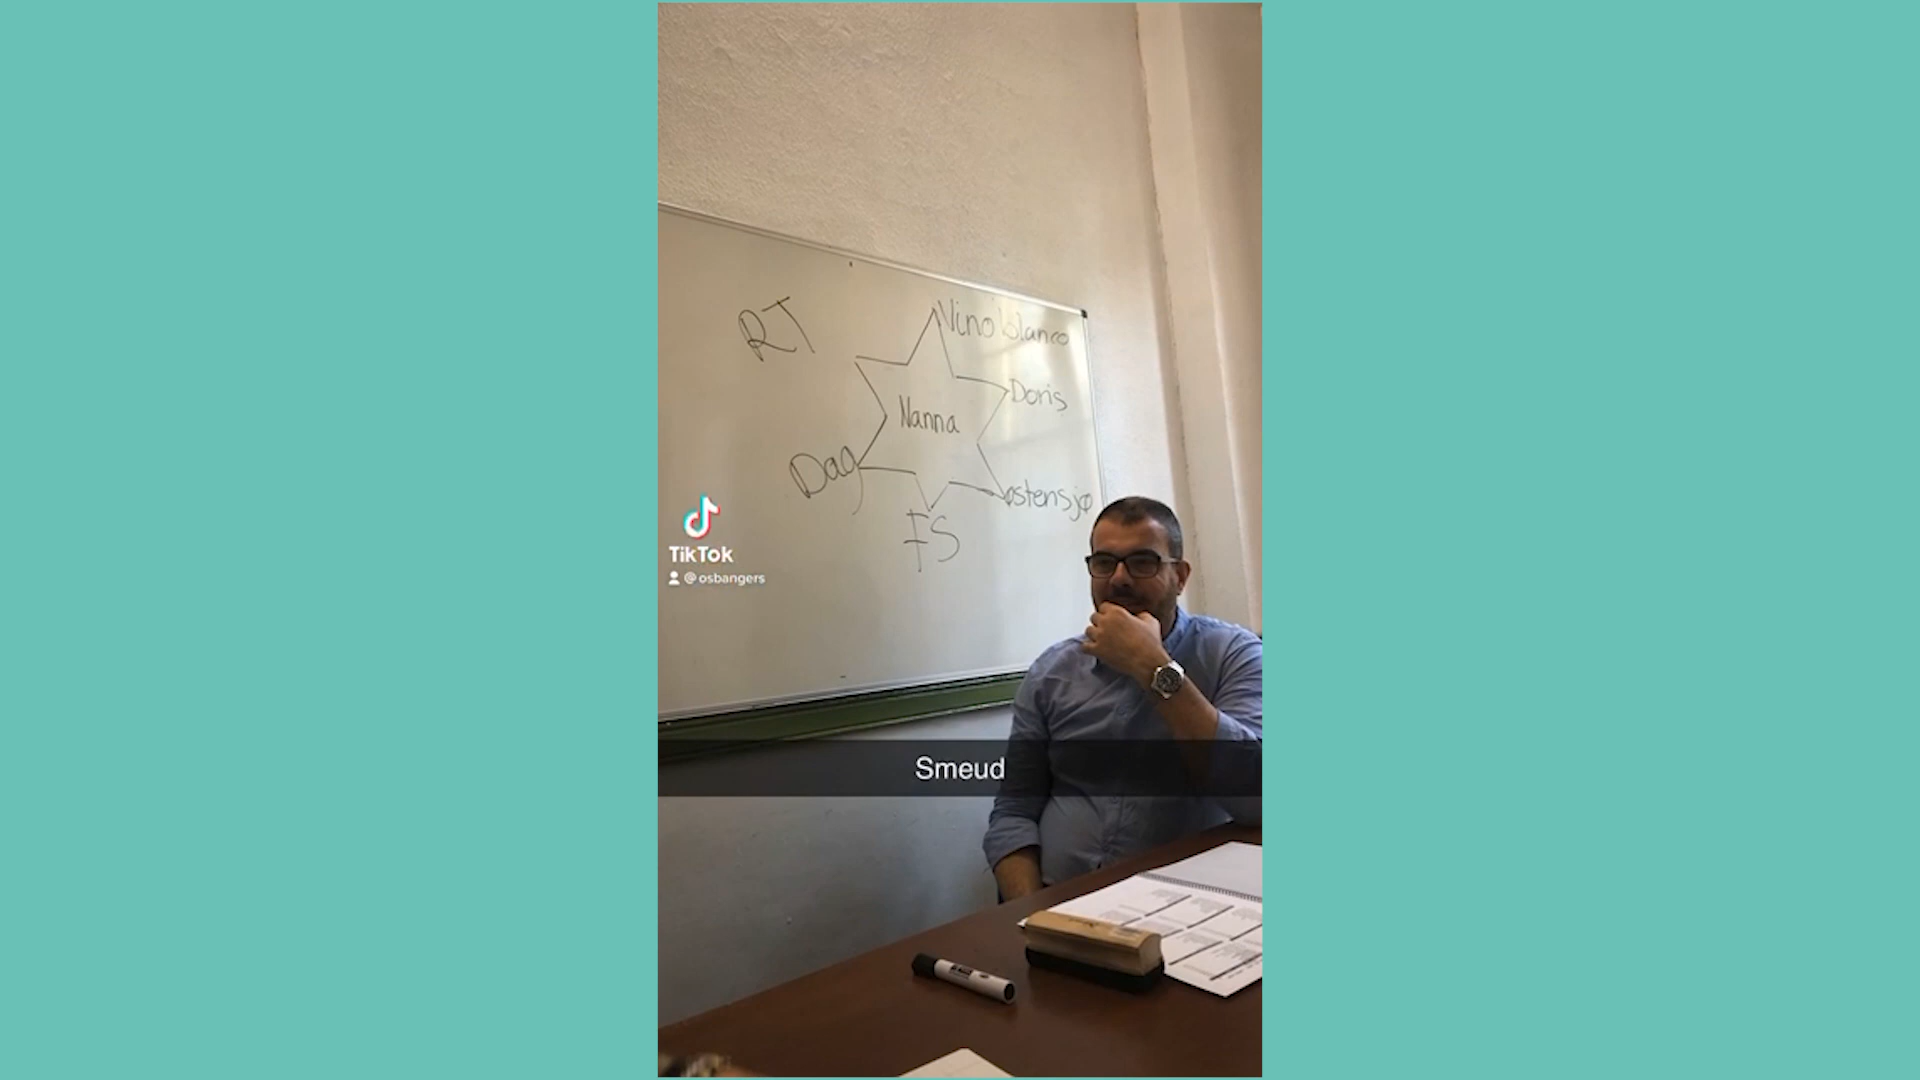 RT
Vino blanco
Doris
Nanna
Dag
østensjø
FS
TikTok
@osbangers
Smeud